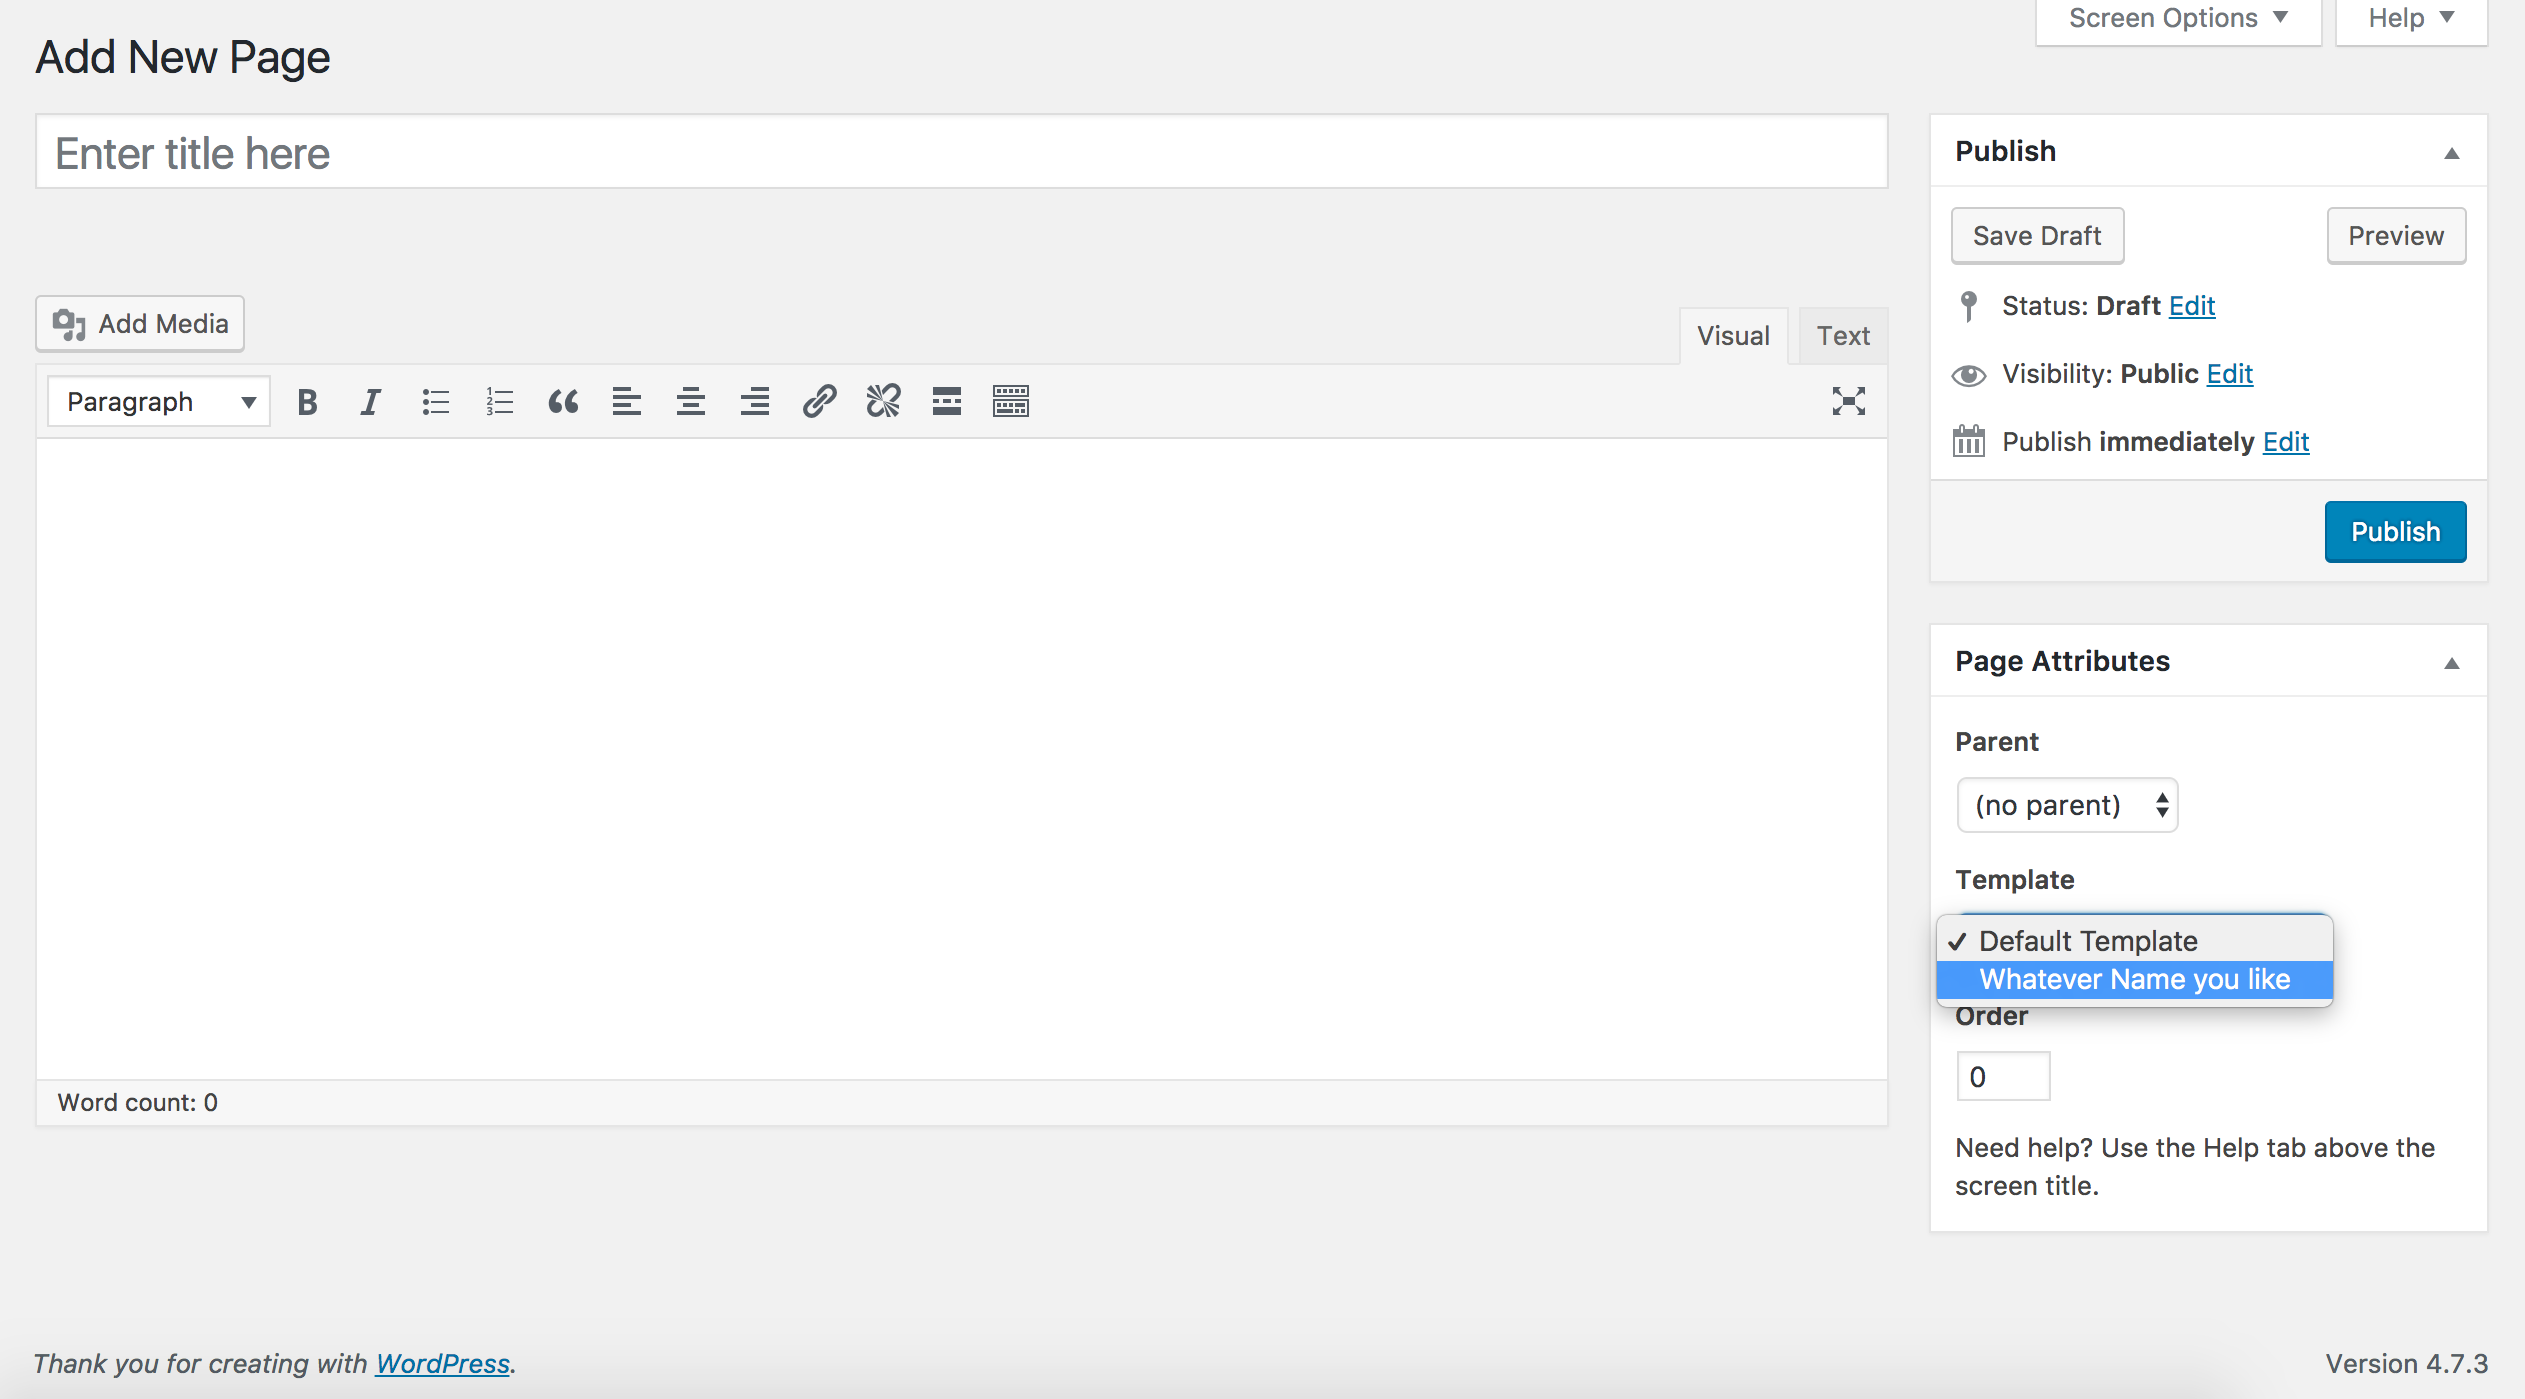 Screen Options
Help
Add New Page
Enter title here
Add Media
Visual
Text
Paragraph
B
I
Word count: 0
Publish
Save Draft
Preview
Status: Draft Edit
Visibility: Public Edit
Publish immediately Edit
Publish
Page Attributes
Parent
(no parent)
Template
✓ Default Template
Whatever Name you like
Order
0
Need help? Use the Help tab above the
screen title.
Thank you for creating with WordPress.
Version 4.7.3